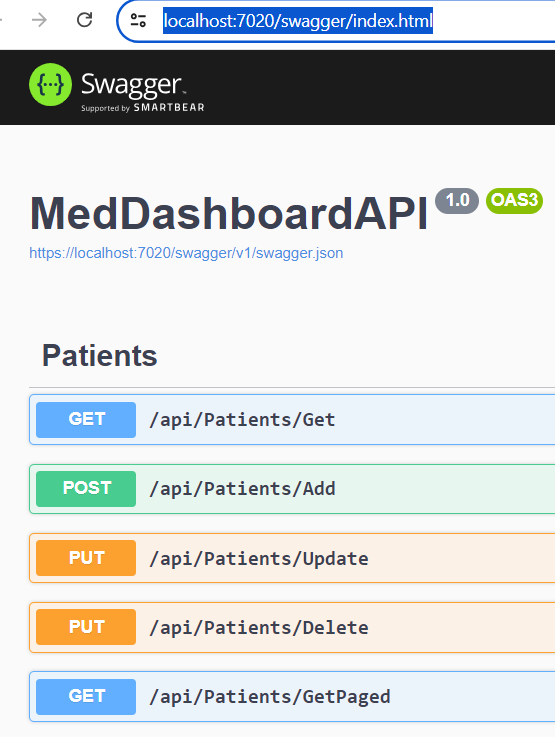 localhost:7020/swagger/index.html
{···} Swagger™
Supported by SMARTBEAR
MedDashboardAPI 1.0 OAS3
https://localhost:7020/swagger/v1/swagger.json
Patients
GET /api/Patients/Get
POST /api/Patients/Add
PUT /api/Patients/Update
PUT /api/Patients/Delete
GET /api/Patients/GetPaged